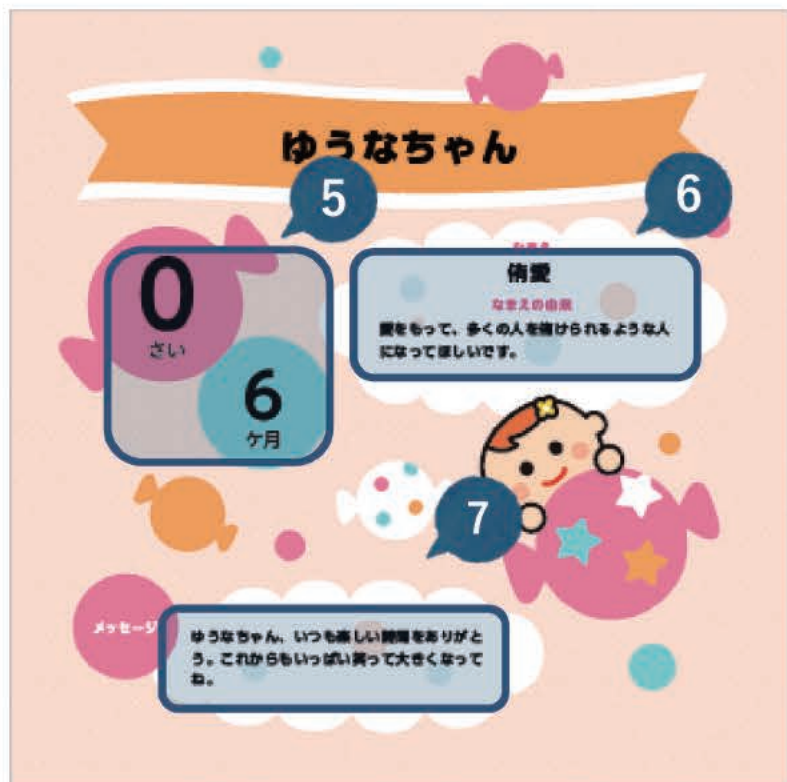 ゆうなちゃん
5
6
0
さい
6
ケ月
なまえ
侑愛
なまえの由来
愛をもって、多くの人を侑けられるような人
になってほしいです。
7
メッセージ
ゆうなちゃん、いつも楽しい時間をありがと
う。これからもいっぱい笑って大きくなって
ね。